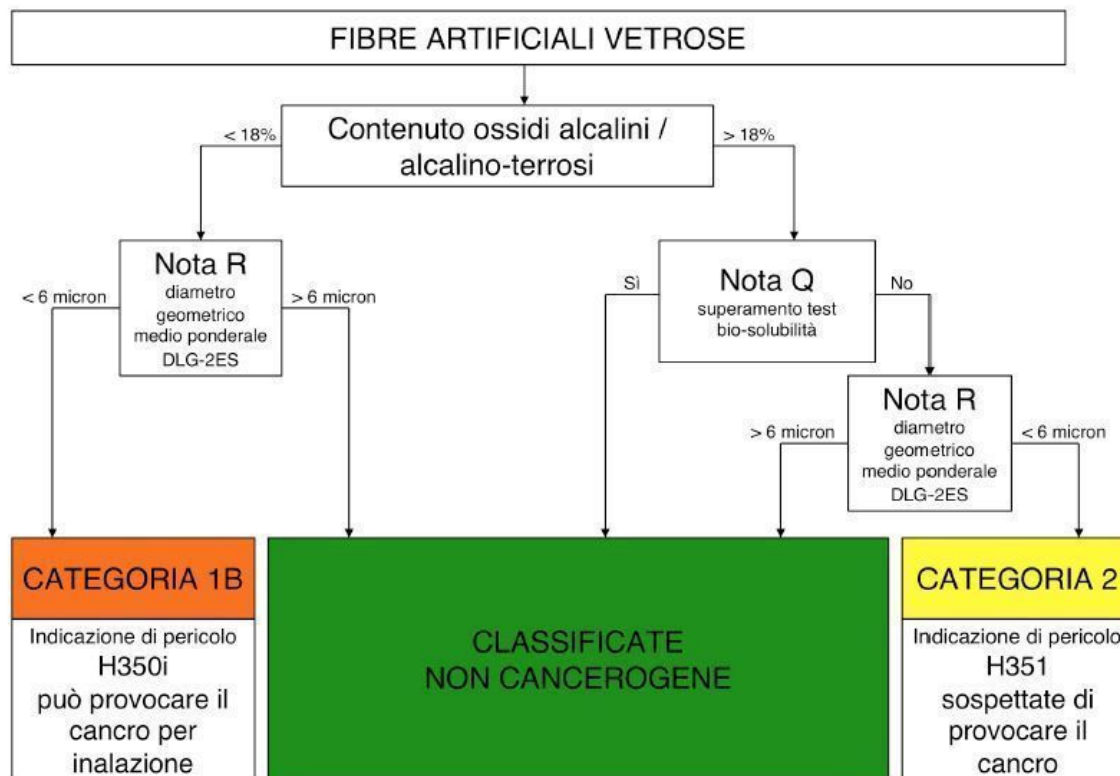 FIBRE ARTIFICIALI VETROSE
< 18%
Contenuto ossidi alcalini /
alcalino-terrosi
> 18%
Nota R
diametro
geometrico
medio ponderale
DLG-2ES
< 6 micron
> 6 micron
Sì
Nota Q
superamento test
bio-solubilità
No
Nota R
diametro
geometrico
medio ponderale
DLG-2ES
> 6 micron
< 6 micron
CATEGORIA 1B
Indicazione di pericolo
H350i
può provocare il
cancro per
inalazione
CLASSIFICATE
NON CANCEROGENE
CATEGORIA 2
Indicazione di pericolo
H351
sospettate di
provocare il
cancro